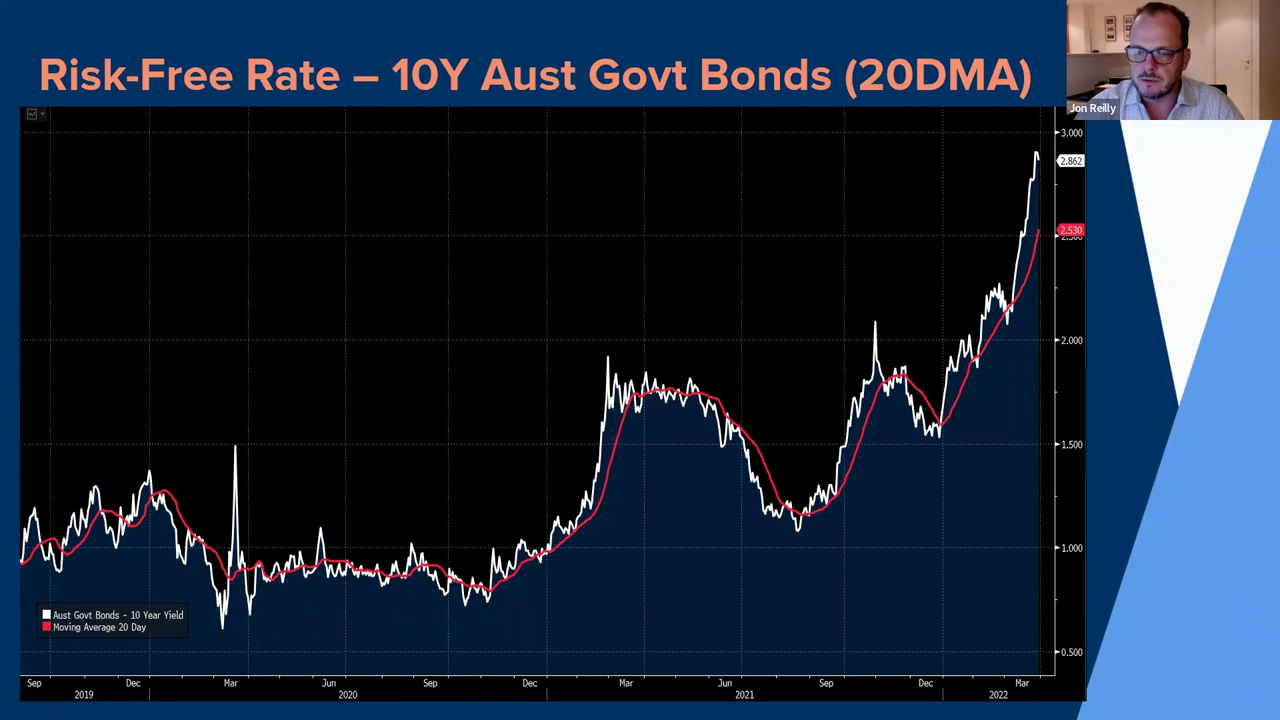 Risk-Free Rate – 10Y Aust Govt Bonds (20DMA)
Jon Reilly
3.000
2.862
2.530
2.000
1.500
1.000
0.500
Aust Govt Bonds - 10 Year Yield
Moving Average 20 Day
Sep Dec Mar Jun Sep Dec Mar Jun Sep Dec Mar
2019 2020 2021 2022